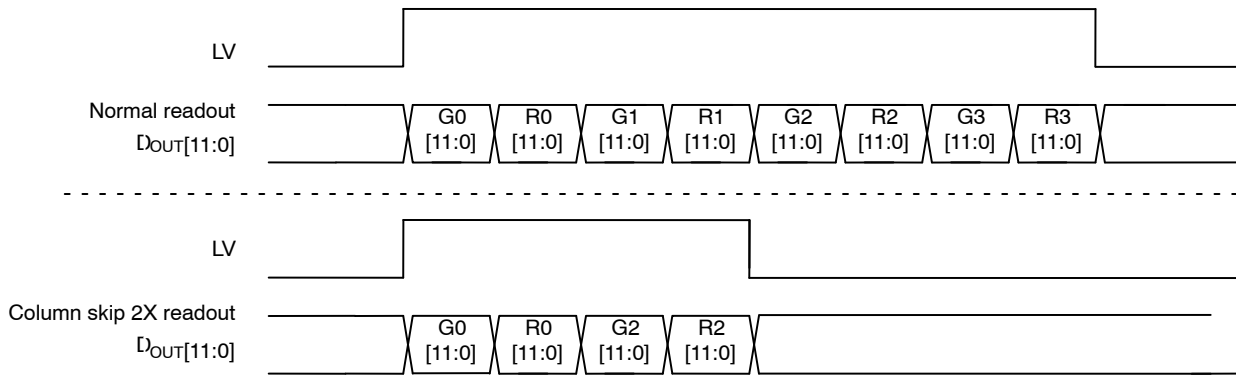 LV
Normal readout
G0 R0 G1 R1 G2 R2 G3 R3
DOUT[11:0] [11:0] [11:0] [11:0] [11:0] [11:0] [11:0] [11:0] [11:0]
LV
Column skip 2X readout
G0 R0 G2 R2
DOUT[11:0] [11:0] [11:0] [11:0] [11:0]